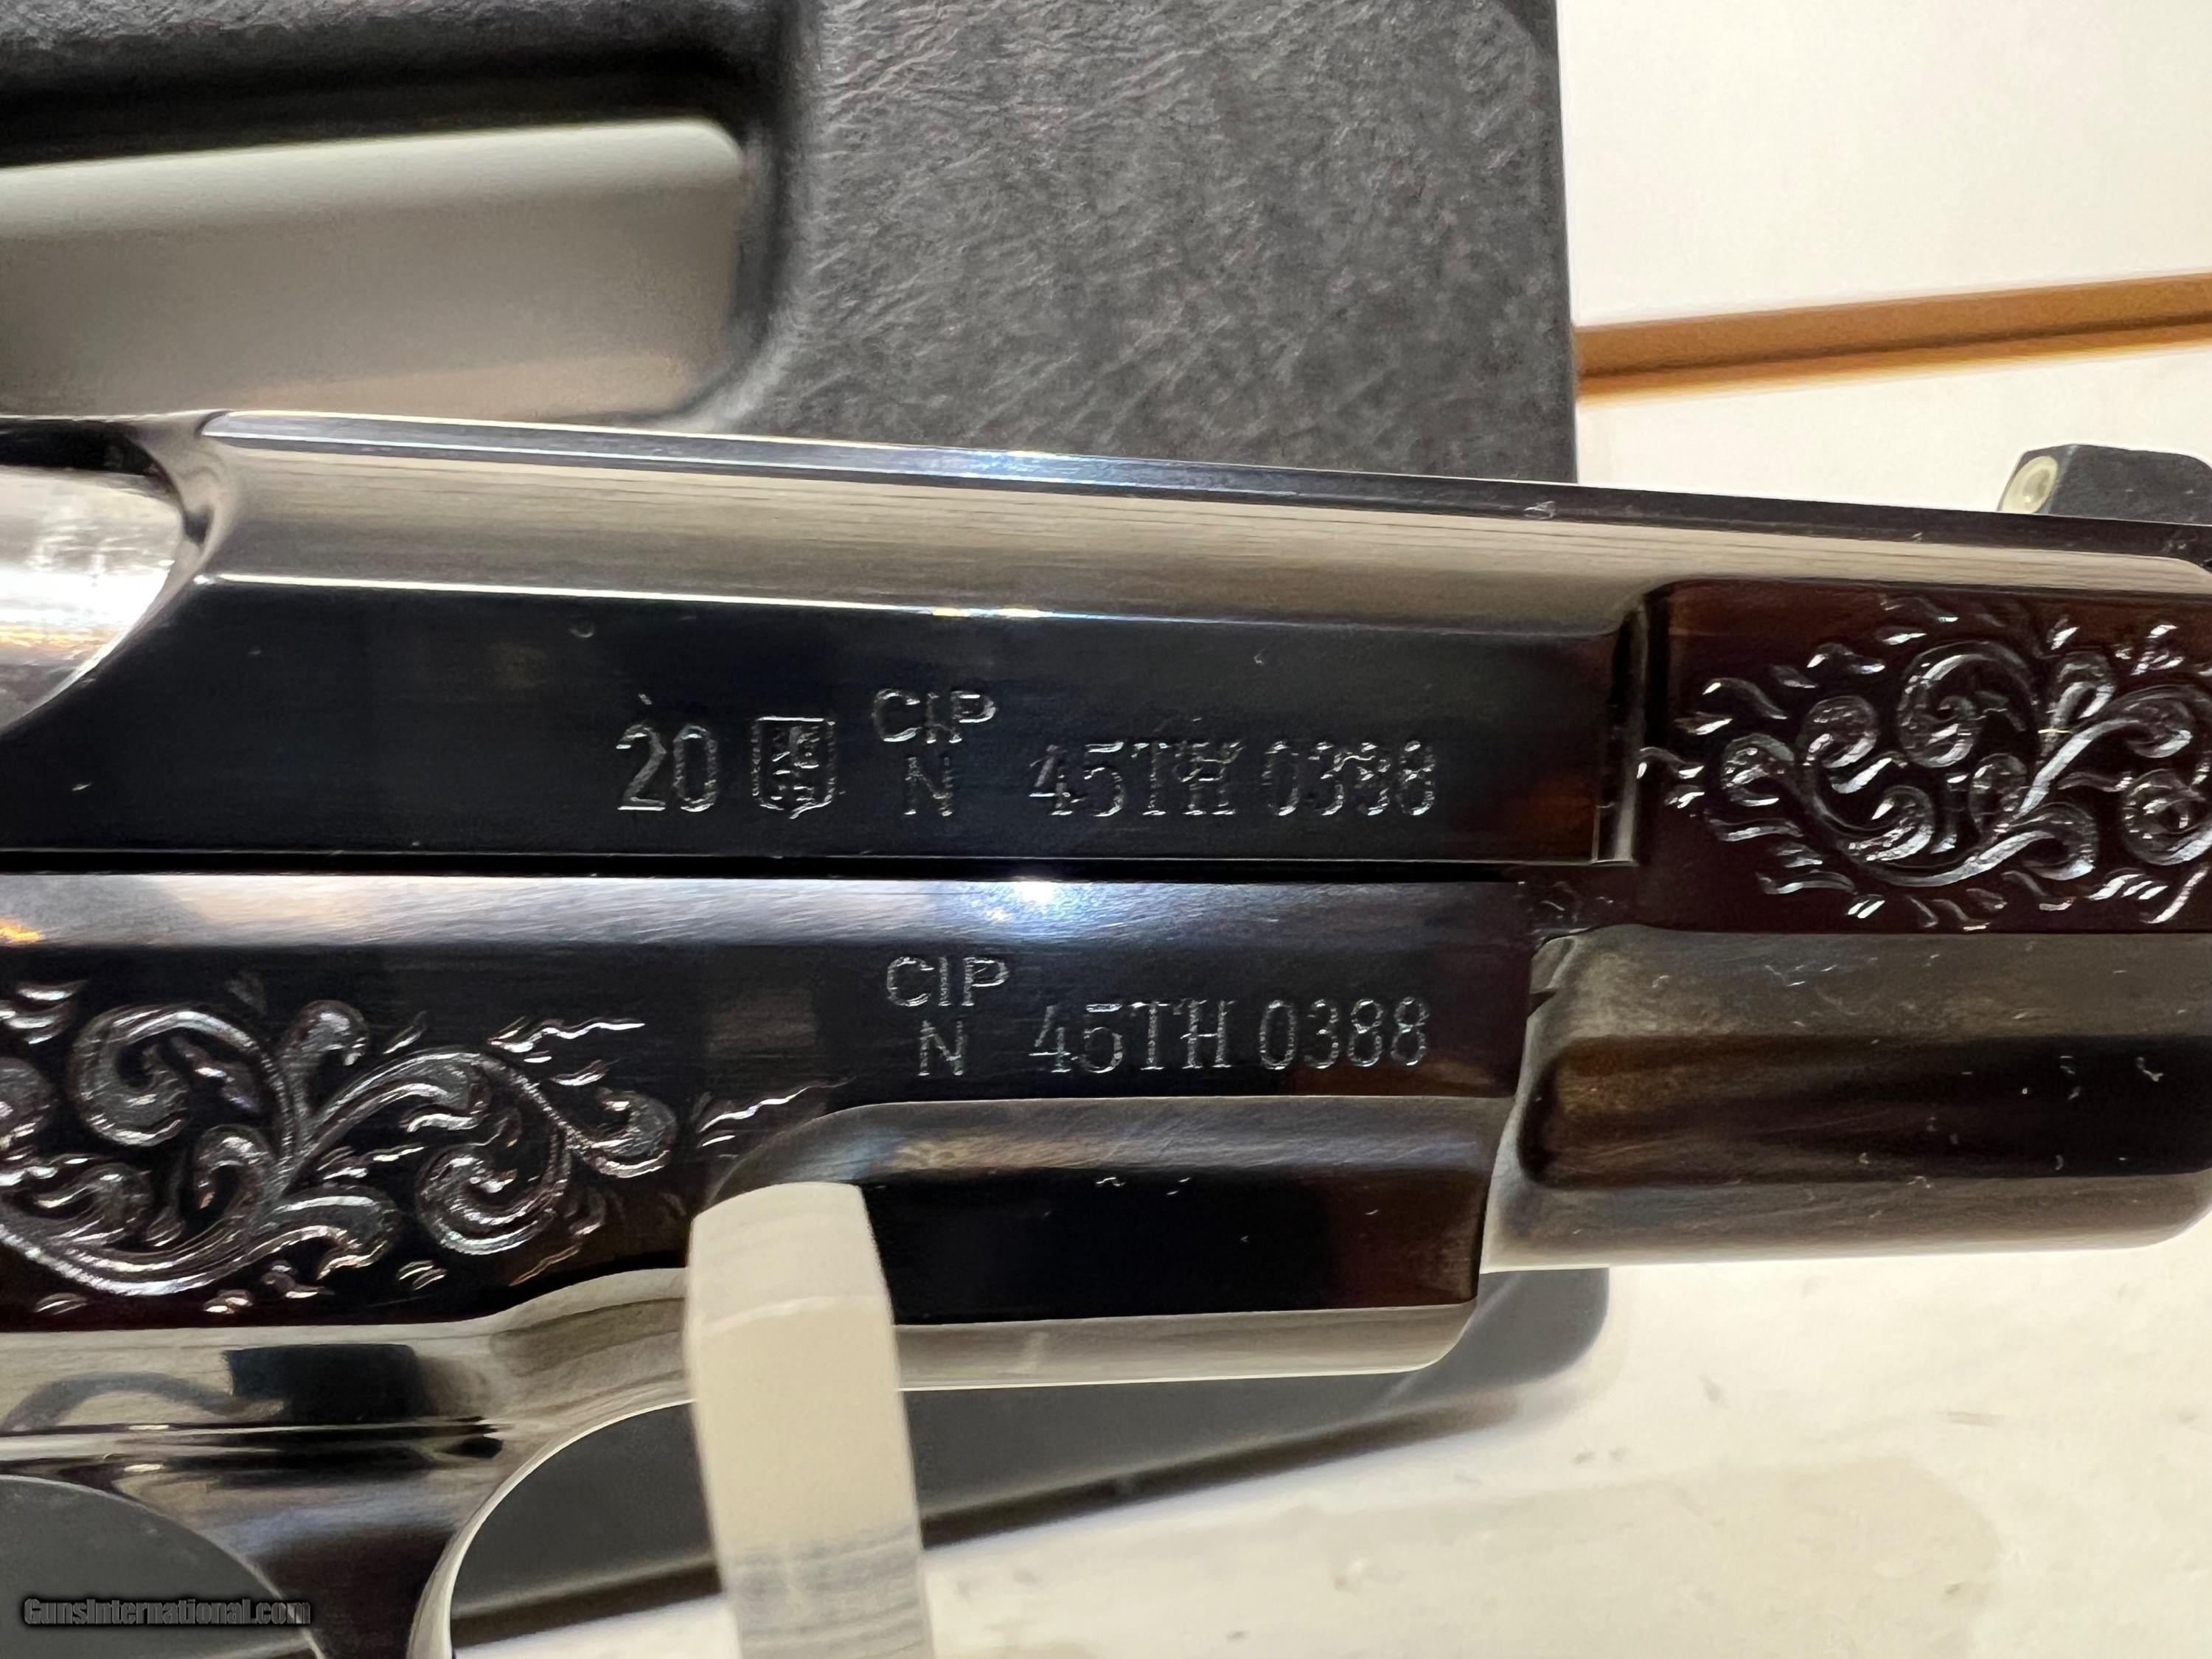 CIP
20 N 45TH 0388
CIP
N 45TH 0388
GunsInternational.com